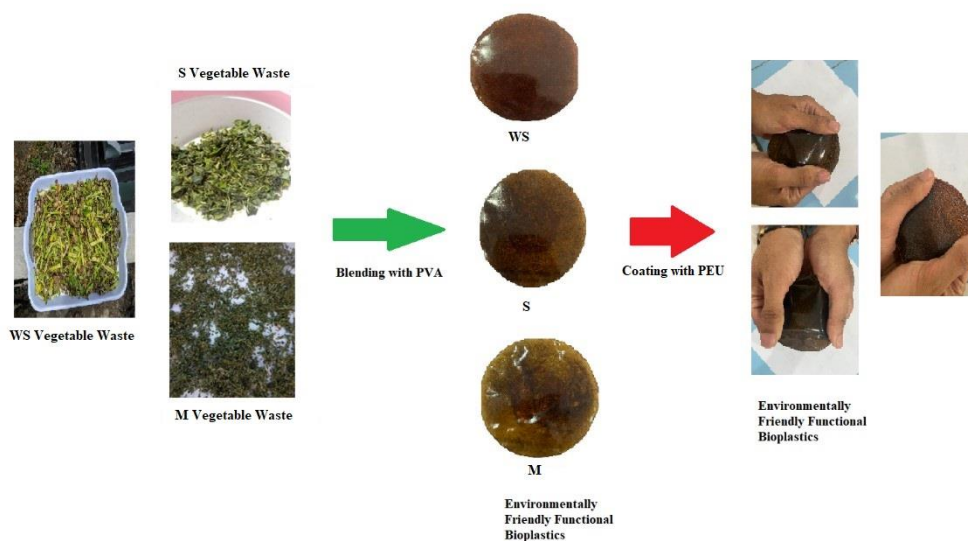 S Vegetable Waste
WS Vegetable Waste
M Vegetable Waste
Blending with PVA
WS
S
M
Environmentally
Friendly Functional
Bioplastics
Coating with PEU
Environmentally
Friendly Functional
Bioplastics